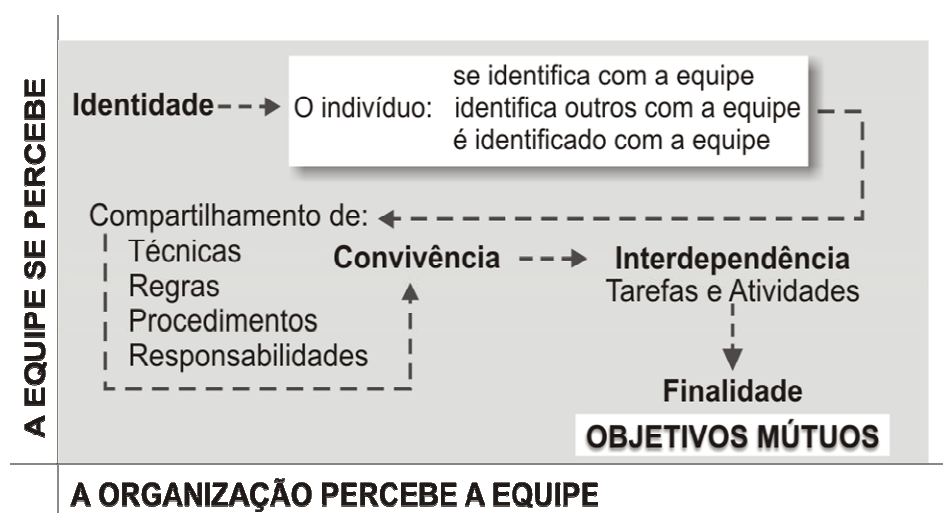 A EQUIPE SE PERCEBE
Identidade
O indivíduo:
se identifica com a equipe
identifica outros com a equipe
é identificado com a equipe
Compartilhamento de:
Técnicas
Regras
Procedimentos
Responsabilidades
Convivência
Interdependência
Tarefas e Atividades
Finalidade
OBJETIVOS MÚTUOS
A ORGANIZAÇÃO PERCEBE A EQUIPE